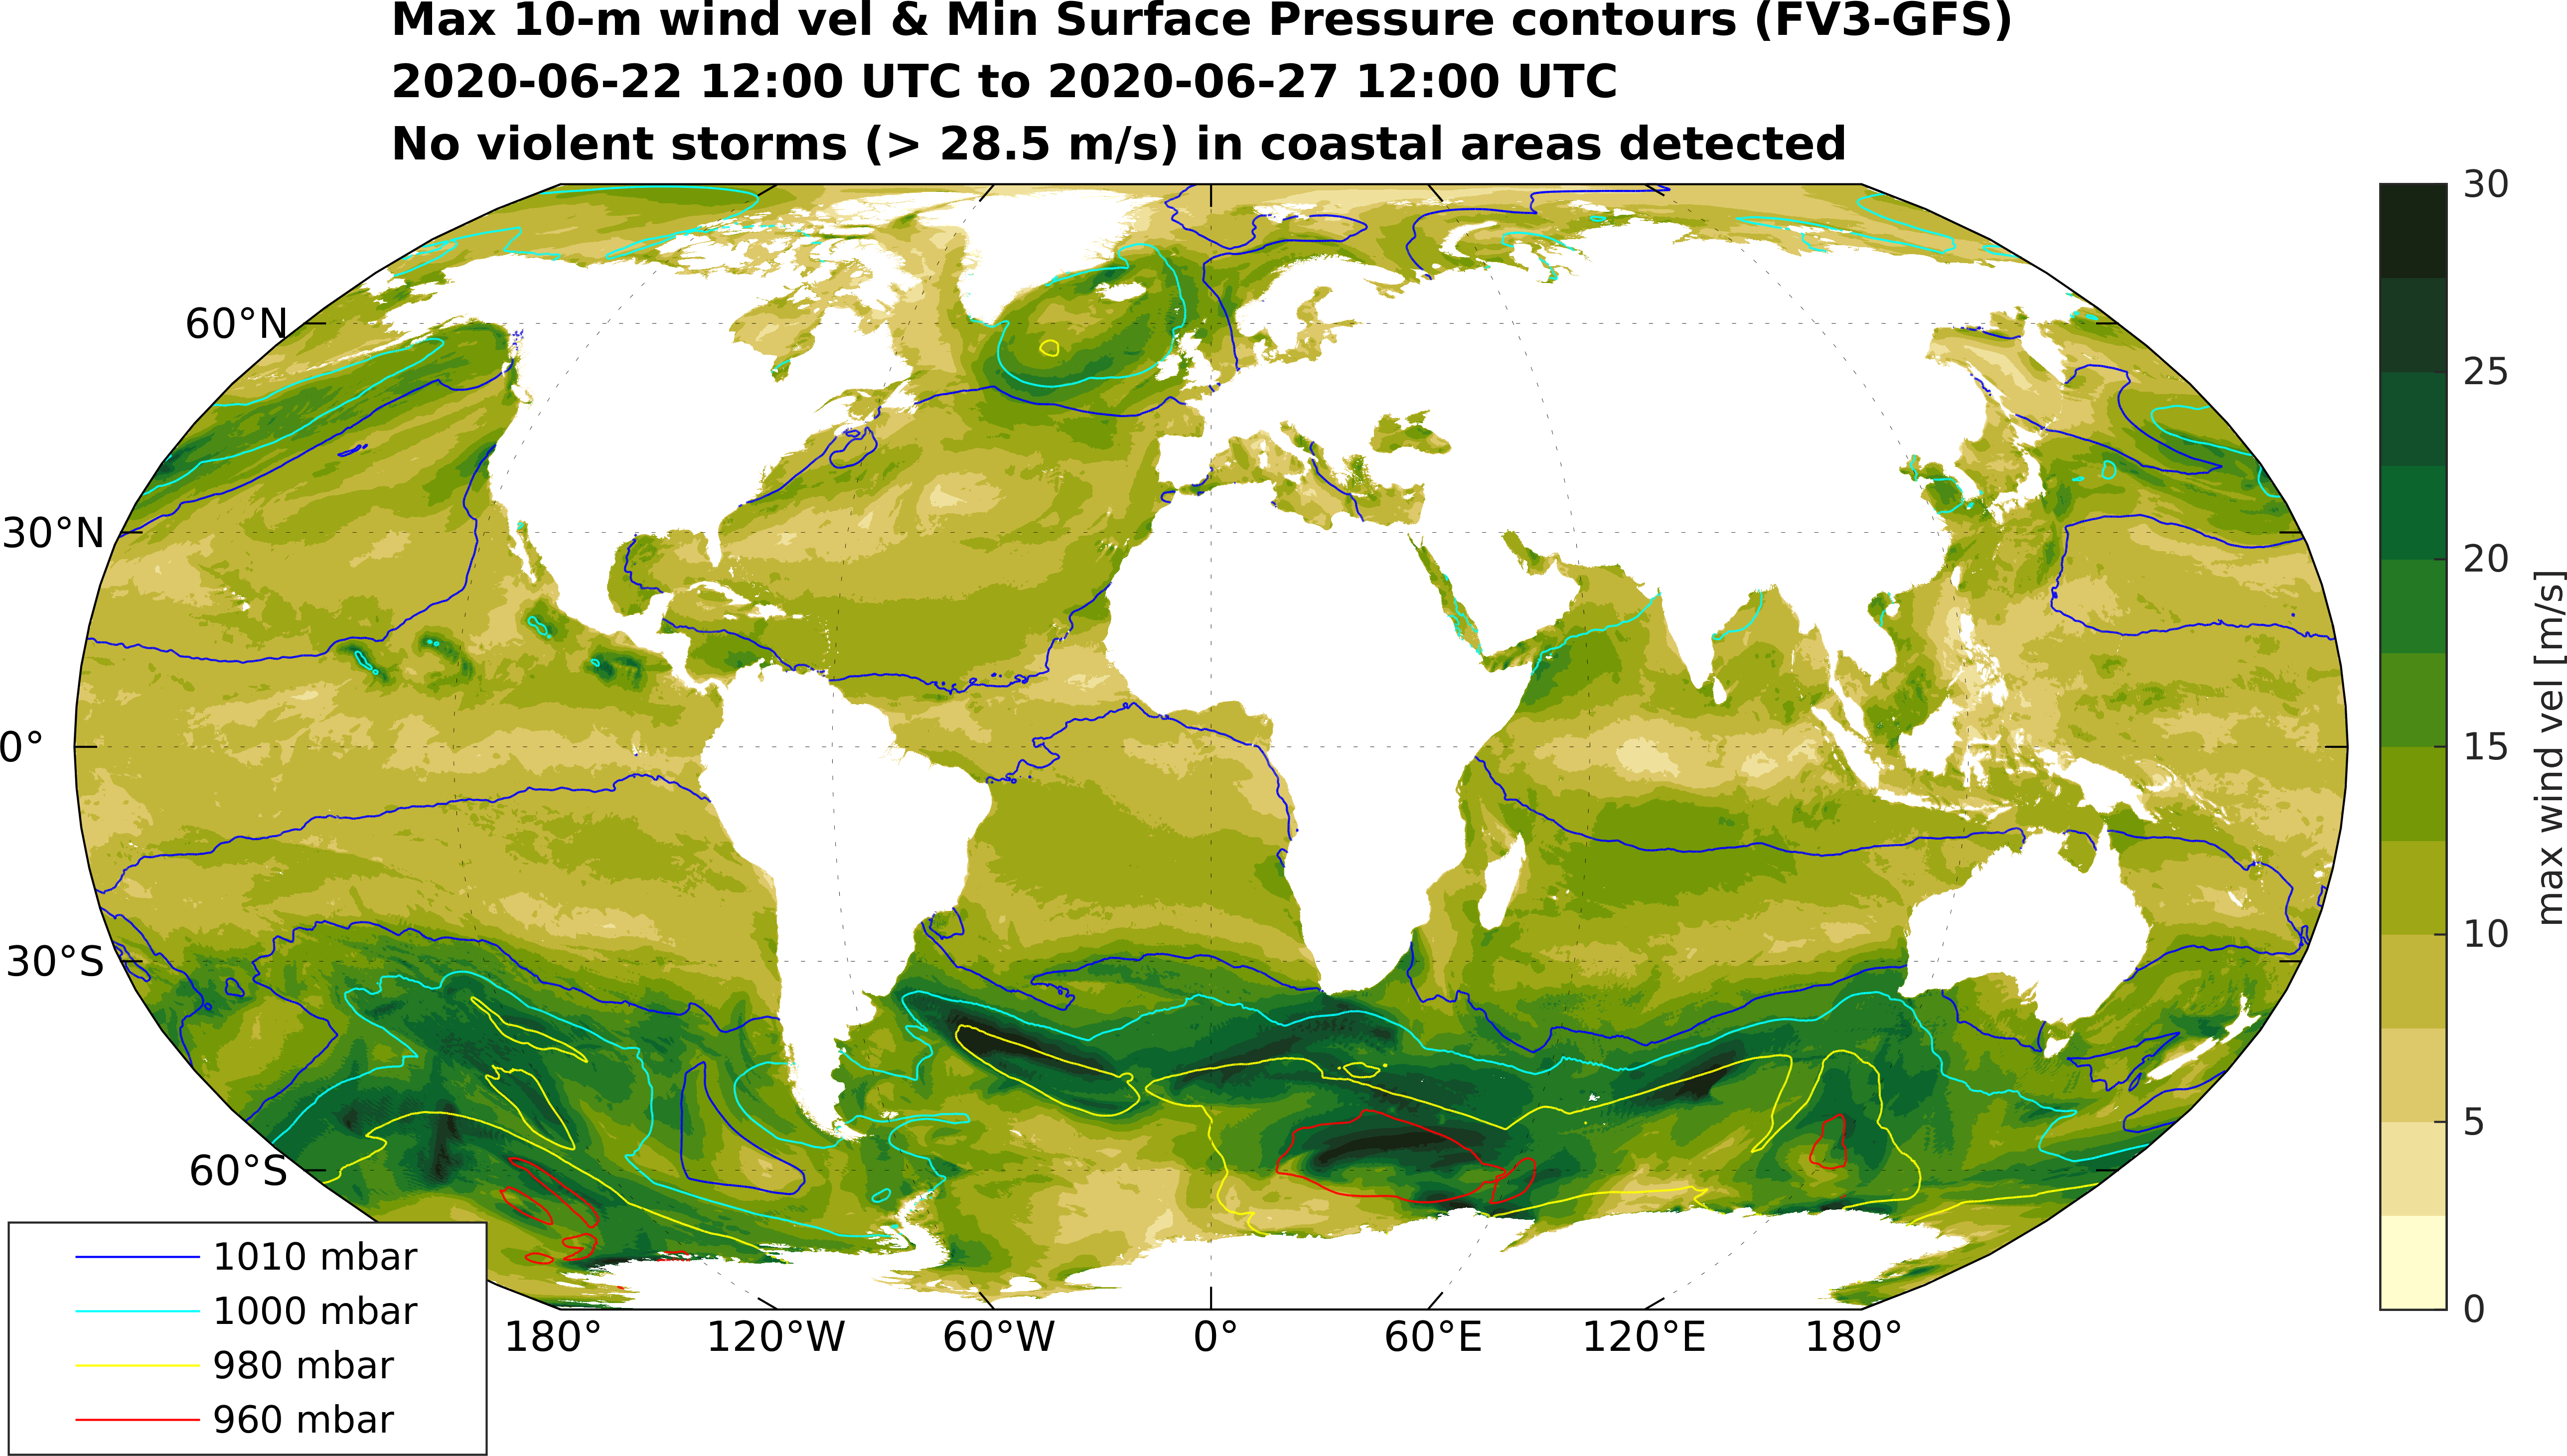 Max 10-m wind vel & Min Surface Pressure contours (FV3-GFS)
2020-06-22 12:00 UTC to 2020-06-27 12:00 UTC
No violent storms (> 28.5 m/s) in coastal areas detected
60°N
30°N
0°
30°S
60°S
180°
120°W
60°W
0°
60°E
120°E
180°
1010 mbar
1000 mbar
980 mbar
960 mbar
30
25
20
15
10
5
0
max wind vel [m/s]